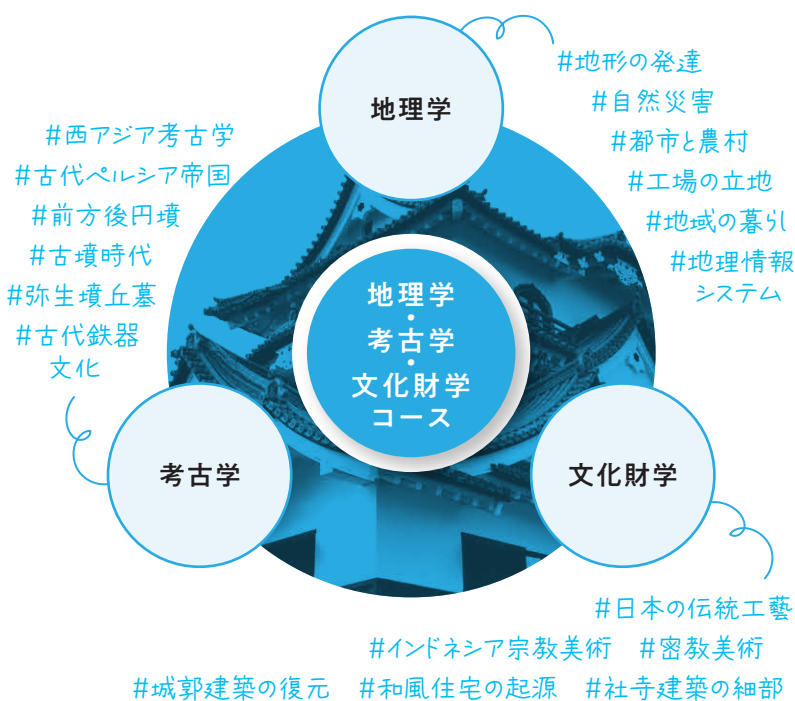 地理学
#地形の発達
#自然災害
#都市と農村
#工場の立地
#地域の暮し
#地理情報
システム
#西アジア考古学
#古代ペルシア帝国
#前方後円墳
#古墳時代
#弥生墳丘墓
#古代鉄器
文化
地理学
・
考古学
・
文化財学
コース
考古学
文化財学
#日本の伝統工藝
#インドネシア宗教美術 #密教美術
#城郭建築の復元 #和風住宅の起源 #社寺建築の細部